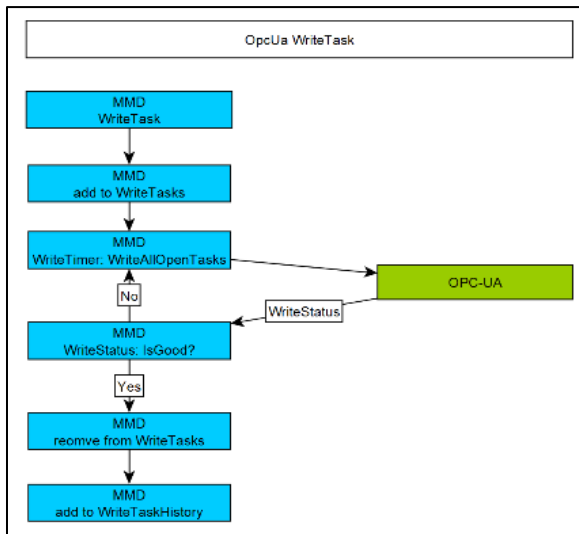 OpcUa WriteTask
MMD
WriteTask
MMD
add to WriteTasks
MMD
WriteTimer: WriteAllOpenTasks
OPC-UA
No
WriteStatus
MMD
WriteStatus: IsGood?
Yes
MMD
reomve from WriteTasks
MMD
add to WriteTaskHistory